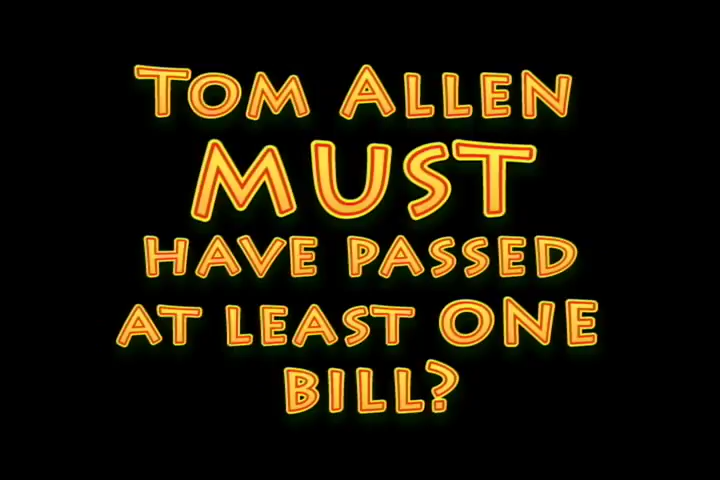 TOM ALLEN
MUST
HAVE PASSED
AT LEAST ONE
BILL?